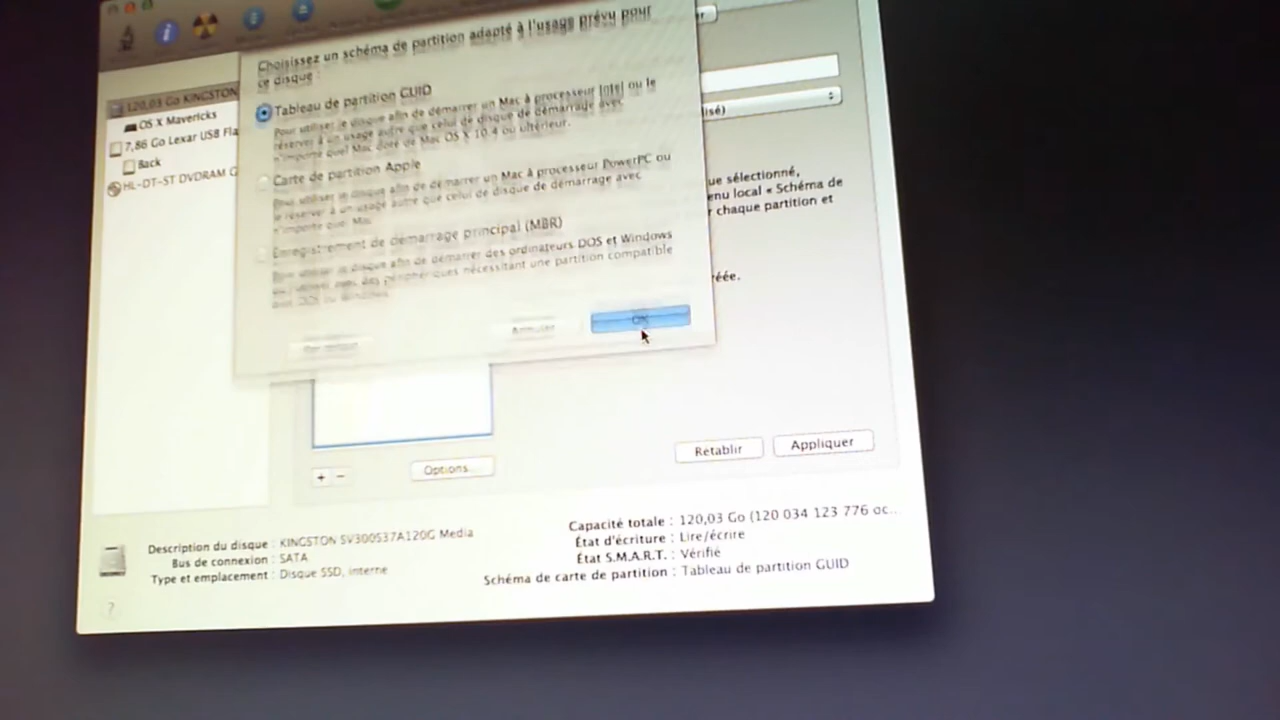 Choisissez un schéma de partition adapté à l'usage prévu pour
ce disque :
Tableau de partition GUID
Pour utiliser le disque afin de démarrer un Mac à processeur Intel ou le
réserver à un usage autre que celui de disque de démarrage avec
n'importe quel Mac doté de Mac OS X 10.4 ou ultérieur.
Carte de partition Apple
Pour utiliser le disque afin de démarrer un Mac à processeur PowerPC ou
le réserver à un usage autre que celui de disque de démarrage avec
n'importe quel Mac.
Enregistrement de démarrage principal (MBR)
Pour utiliser le disque afin de démarrer des ordinateurs DOS et Windows
ou l'utiliser avec des périphériques nécessitant une partition compatible
avec DOS ou Windows.
Annuler
OK
120,03 Go KINGSTON
OS X Mavericks
7,86 Go Lexar USB Fla
Back
HL-DT-ST DVDRAM G
isé)
ue sélectionné,
enu local « Schéma de
r chaque partition et
réée.
+ −
Options...
Rétablir
Appliquer
Description du disque : KINGSTON SV300S37A120G Media
Bus de connexion : SATA
Type et emplacement : Disque SSD, interne
Capacité totale : 120,03 Go (120 034 123 776 oc...
État d'écriture : Lire/écrire
État S.M.A.R.T. : Vérifié
Schéma de carte de partition : Tableau de partition GUID
?